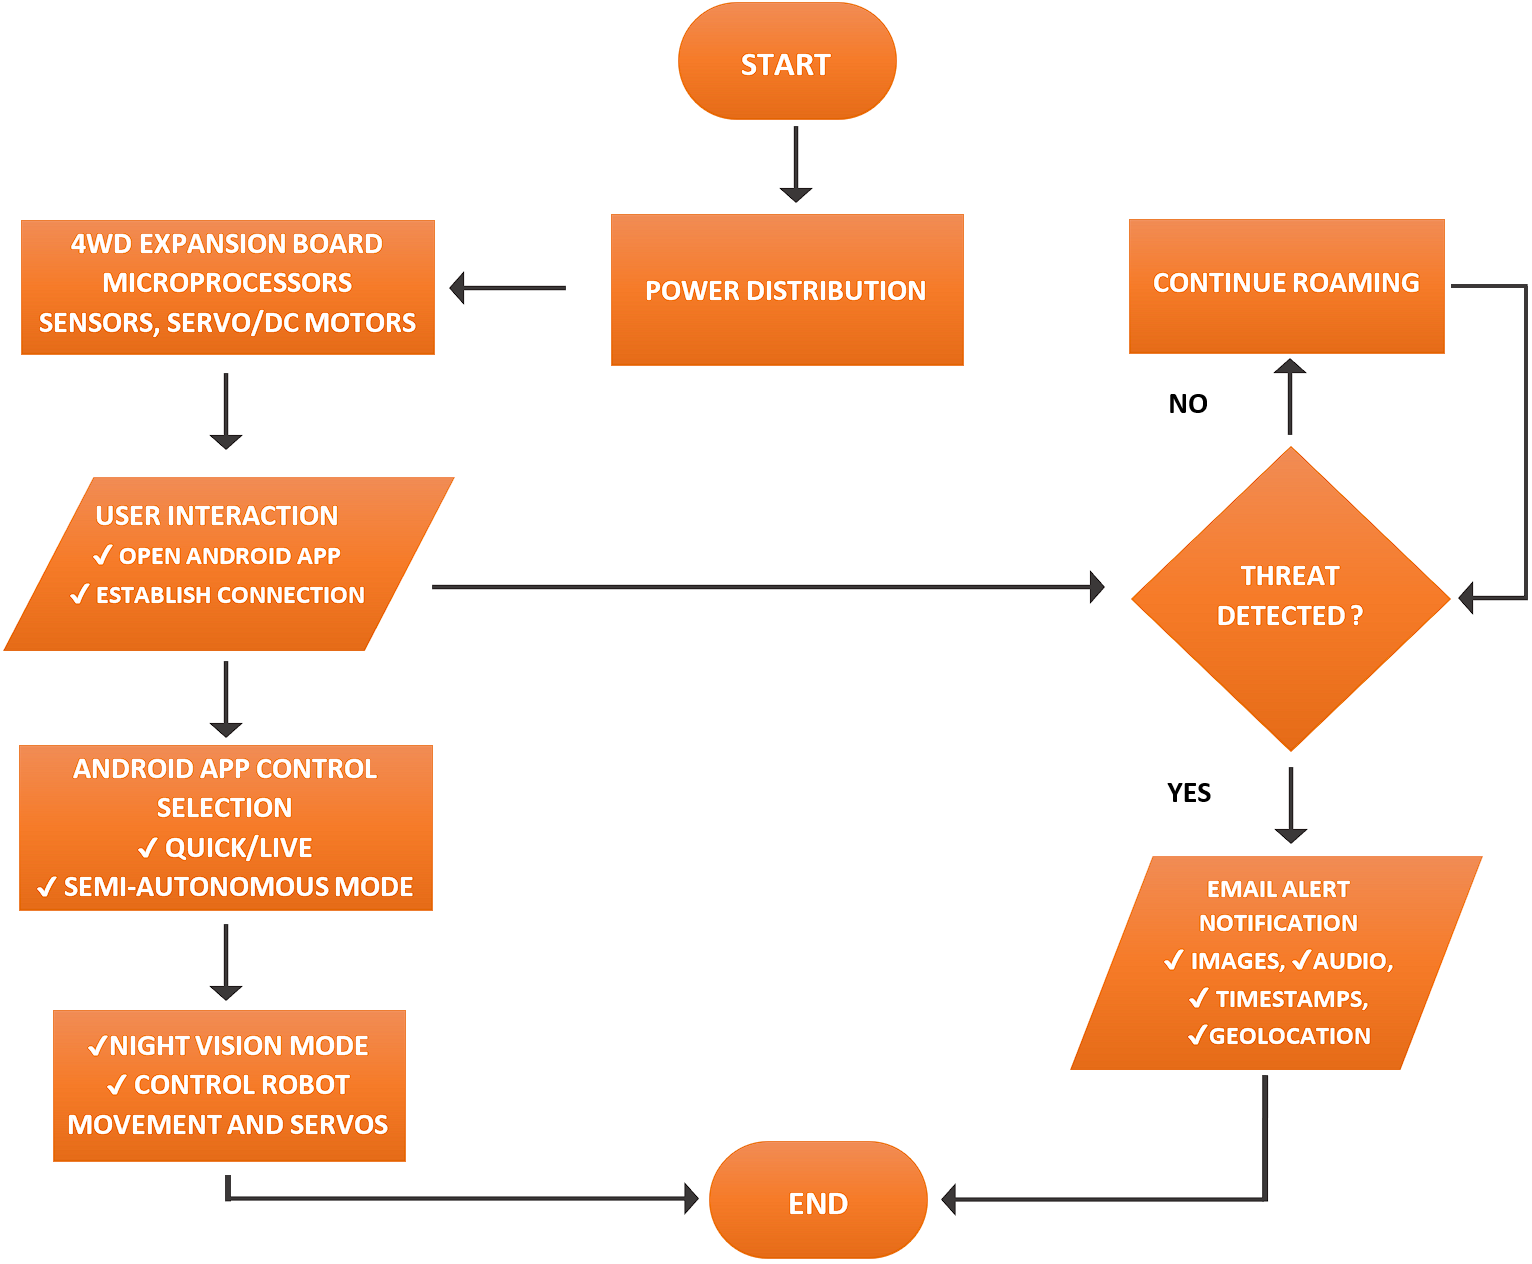 START
4WD EXPANSION BOARD
MICROPROCESSORS
SENSORS, SERVO/DC MOTORS
POWER DISTRIBUTION
CONTINUE ROAMING
NO
USER INTERACTION
✓ OPEN ANDROID APP
✓ ESTABLISH CONNECTION
THREAT
DETECTED ?
YES
ANDROID APP CONTROL
SELECTION
✓ QUICK/LIVE
✓ SEMI-AUTONOMOUS MODE
EMAIL ALERT
NOTIFICATION
✓ IMAGES, ✓AUDIO,
✓ TIMESTAMPS,
✓GEOLOCATION
✓NIGHT VISION MODE
✓ CONTROL ROBOT
MOVEMENT AND SERVOS
END